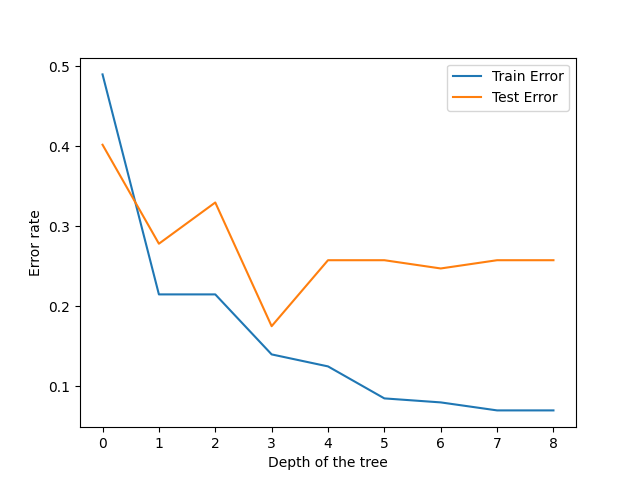 0.5
0.4
0.3
0.2
0.1
Error rate
Train Error
Test Error
0 1 2 3 4 5 6 7 8
Depth of the tree